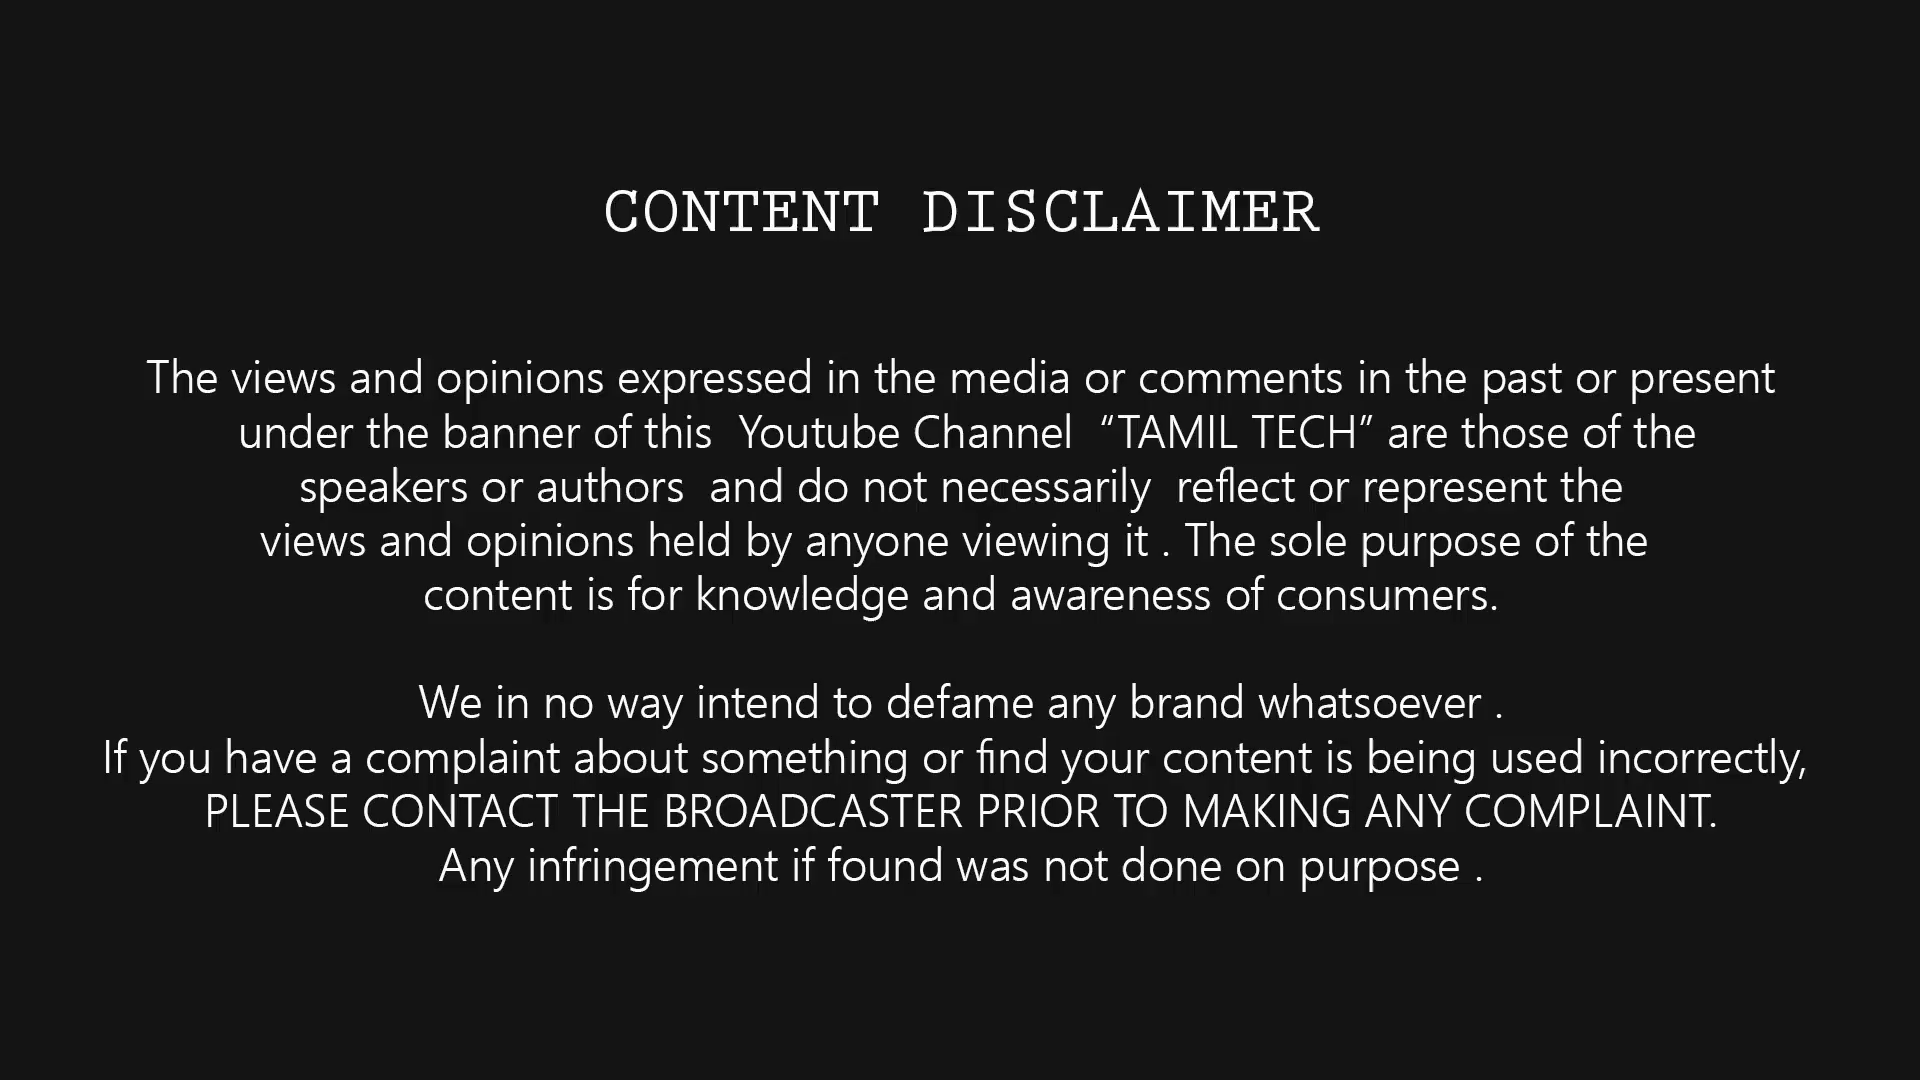 CONTENT DISCLAIMER
The views and opinions expressed in the media or comments in the past or present
under the banner of this  Youtube Channel  “TAMIL TECH” are those of the
speakers or authors  and do not necessarily  reflect or represent the
views and opinions held by anyone viewing it . The sole purpose of the
content is for knowledge and awareness of consumers.
We in no way intend to defame any brand whatsoever .
If you have a complaint about something or find your content is being used incorrectly,
PLEASE CONTACT THE BROADCASTER PRIOR TO MAKING ANY COMPLAINT.
Any infringement if found was not done on purpose .